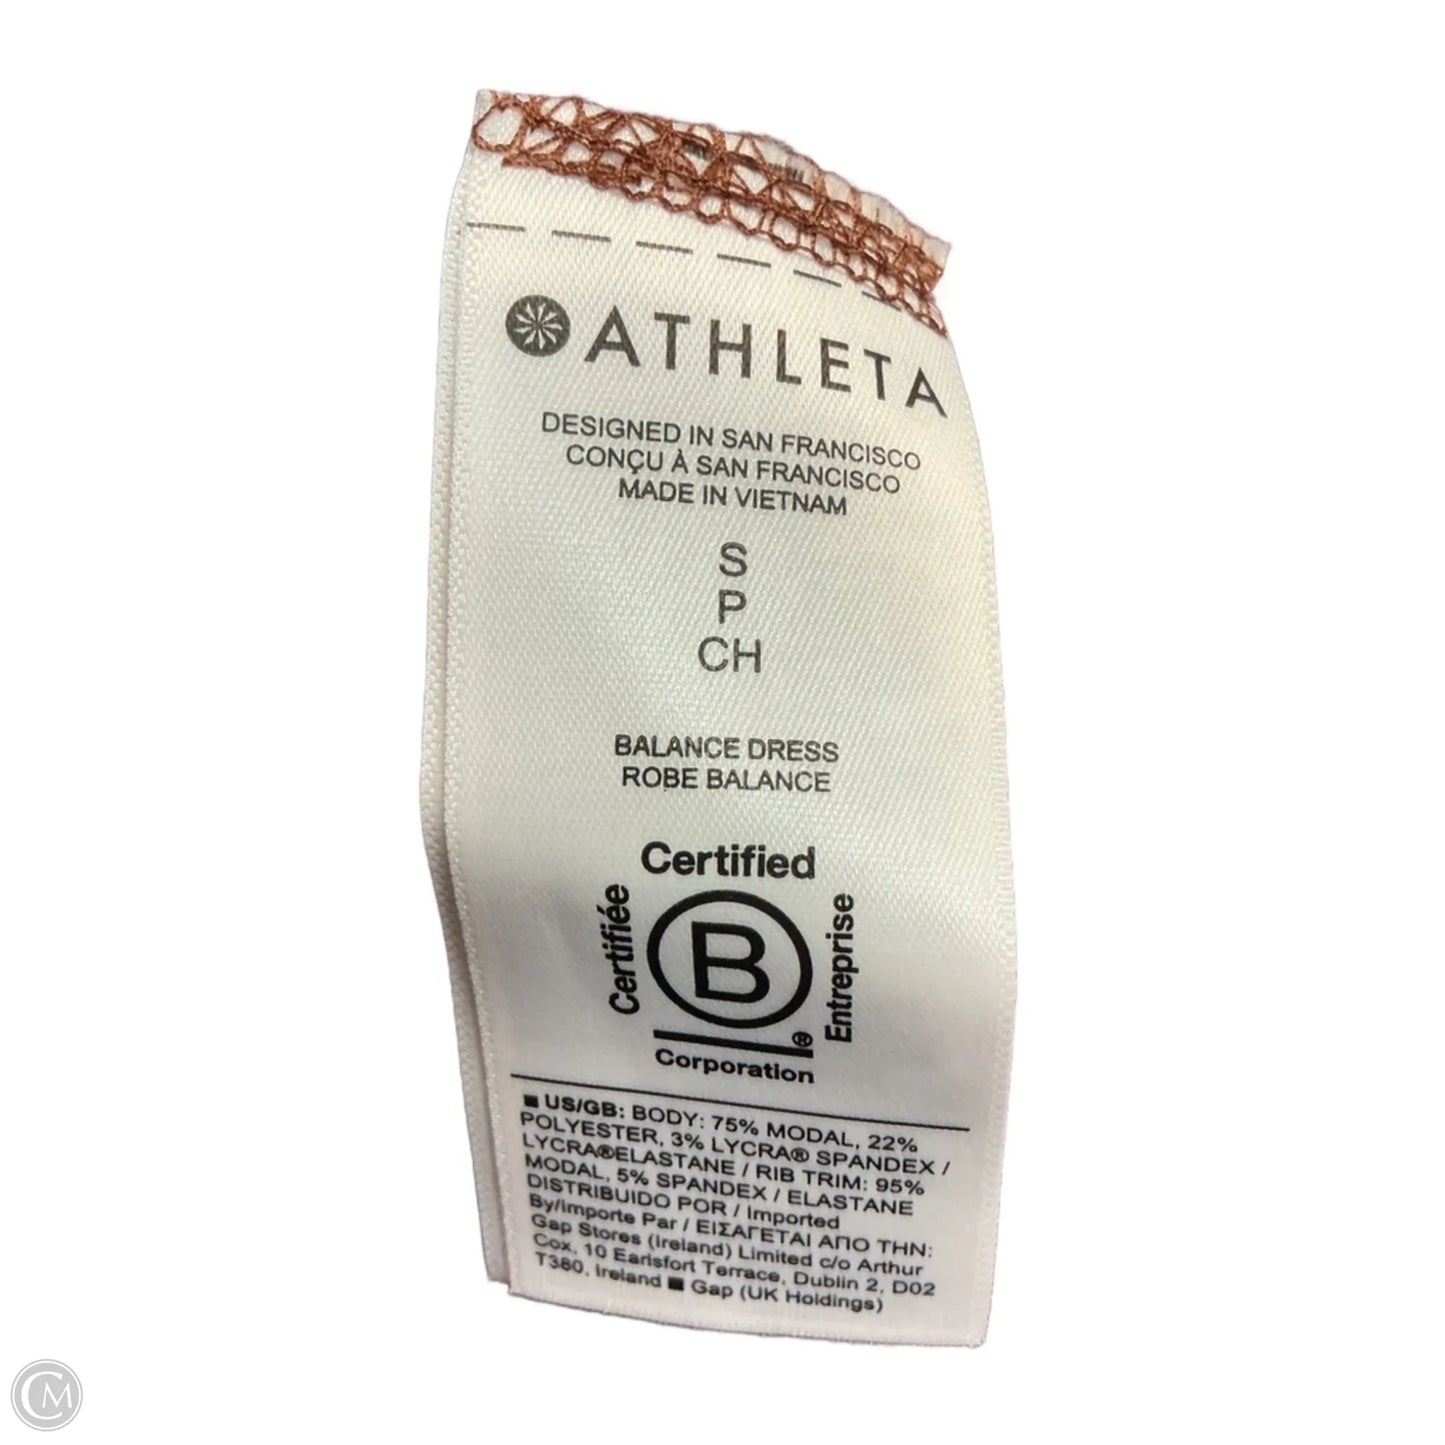 ATHLETA
DESIGNED IN SAN FRANCISCO
CONÇU À SAN FRANCISCO
MADE IN VIETNAM
S
P
CH
BALANCE DRESS
ROBE BALANCE
Certified
Certifiée
B
Entreprise
®
Corporation
■ US/GB: BODY: 75% MODAL, 22%
POLYESTER, 3% LYCRA® SPANDEX /
LYCRA®ELASTANE / RIB TRIM: 95%
MODAL, 5% SPANDEX / ELASTANE
DISTRIBUIDO POR / Imported
By/Importe Par / ΕΙΣΑΓΕΤΑΙ ΑΠΟ ΤΗΝ:
Gap Stores (Ireland) Limited c/o Arthur
Cox, 10 Earlsfort Terrace, Dublin 2, D02
T380, Ireland ■ Gap (UK Holdings)
CM